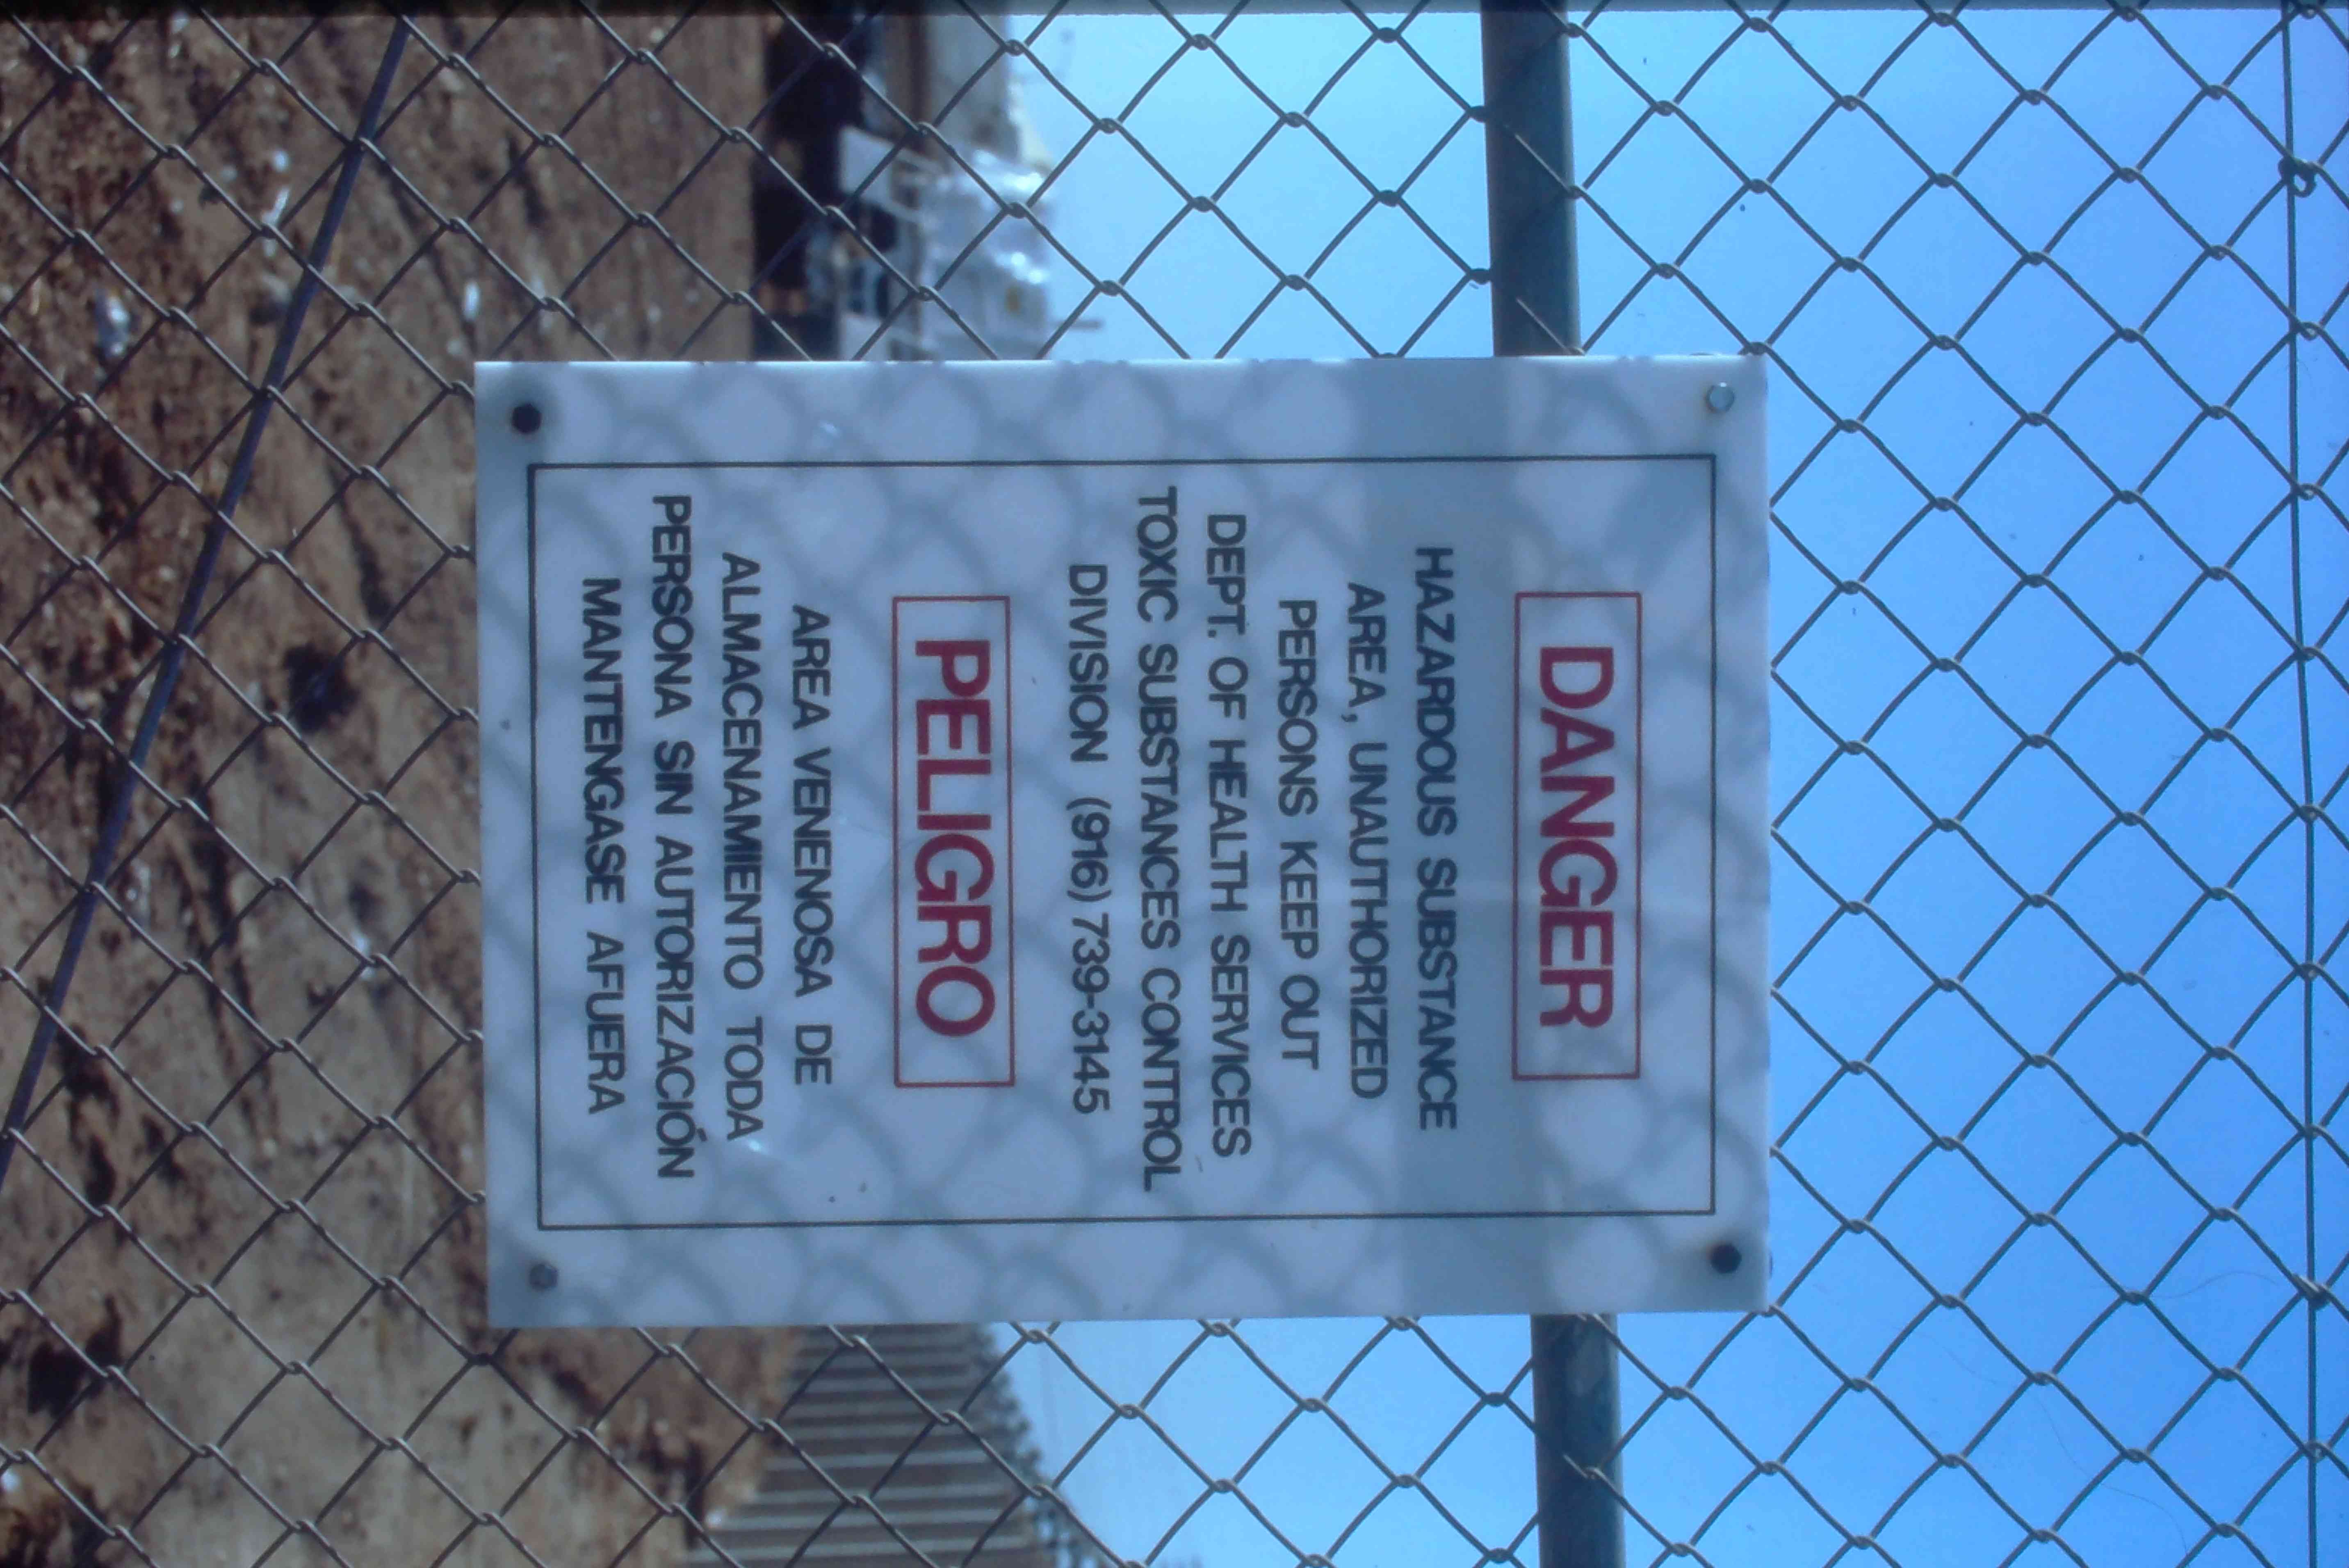 DANGER
HAZARDOUS SUBSTANCE
AREA, UNAUTHORIZED
PERSONS KEEP OUT
DEPT. OF HEALTH SERVICES
TOXIC SUBSTANCES CONTROL
DIVISION (916) 739-3145
PELIGRO
AREA VENENOSA DE
ALMACENAMIENTO TODA
PERSONA SIN AUTORIZACIÓN
MANTENGASE AFUERA